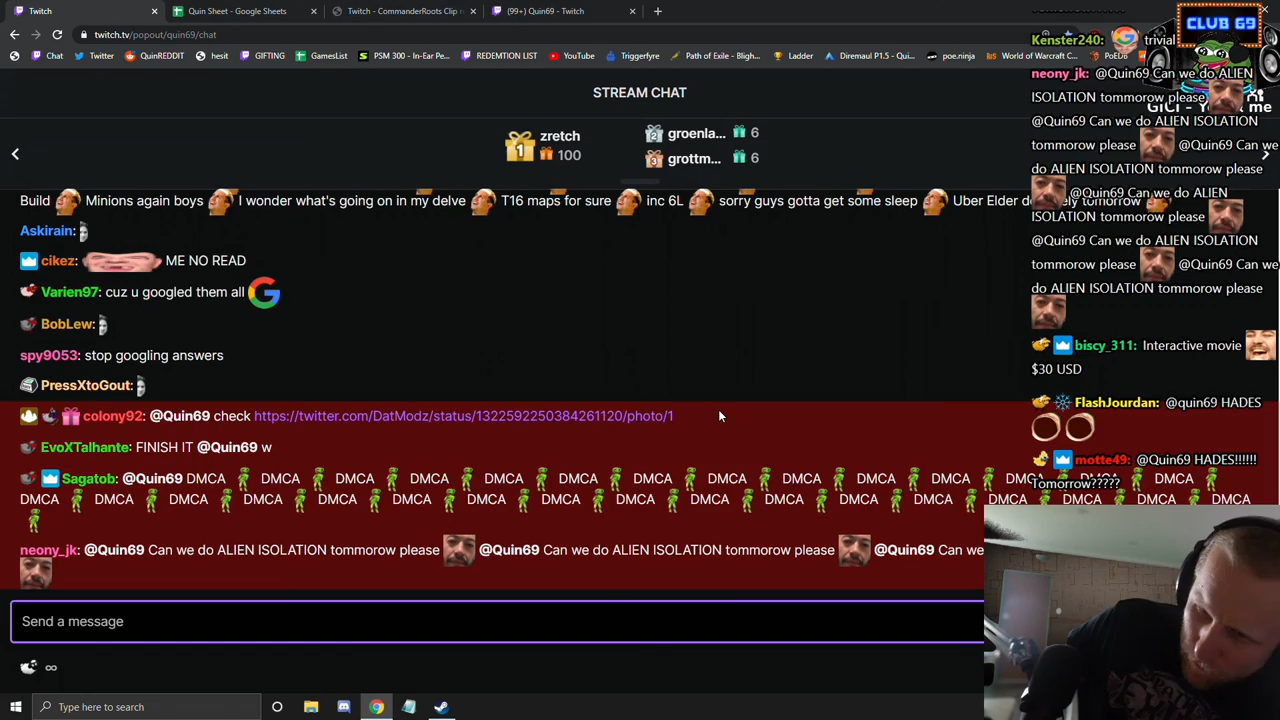 Twitch
Quin Sheet - Google Sheets
Twitch - CommanderRoots Clip
(99+) Quin69 - Twitch
twitch.tv/popout/quin69/chat
Chat
Twitter
QuinREDDIT
hesit
GIFTING
GamesList
PSM 300 - In-Ear Pe...
REDEMTION LIST
YouTube
Triggerfyre
Path of Exile - Bligh...
Ladder
Diremaul P1.5 - Qui...
poe.ninja
World of Warcraft C...
PoEDB
STREAM CHAT
1 zretch
100
2 groenla... 6
3 grottm... 6
Build Minions again boys I wonder what's going on in my delve T16 maps for sure inc 6L sorry guys gotta get some sleep Uber Elder
Askirain:
cikez: ME NO READ
Varien97: cuz u googled them all
BobLew:
spy9053: stop googling answers
PressXtoGout:
colony92: @Quin69 check https://twitter.com/DatModz/status/1322592250384261120/photo/1
EvoXTalhante: FINISH IT @Quin69 w
Sagatob: @Quin69 DMCA DMCA DMCA DMCA DMCA DMCA DMCA DMCA DMCA DMCA DMCA DMCA DMCA DMCA
DMCA DMCA DMCA DMCA DMCA DMCA DMCA DMCA DMCA DMCA DMCA DMCA DMCA DMCA DMCA DMCA DMCA
neony_jk: @Quin69 Can we do ALIEN ISOLATION tommorow please @Quin69 Can we do ALIEN ISOLATION tommorow please @Quin69 Can we
Send a message
∞
Type here to search
CLUB 69
Kenster240: trivial
neony_jk: @Quin69 Can we do ALIEN
ISOLATION tommorow please
@Quin69 Can we do ALIEN ISOLATION
tommorow please @Quin69 Can we
do ALIEN ISOLATION tommorow please
@Quin69 Can we do ALIEN
ISOLATION tommorow please
@Quin69 Can we do ALIEN ISOLATION
tommorow please @Quin69 Can we
do ALIEN ISOLATION tommorow please
biscy_311: Interactive movie
$30 USD
FlashJourdan: @quin69 HADES
motte49: @Quin69 HADES!!!!!!
Tomorrow?????